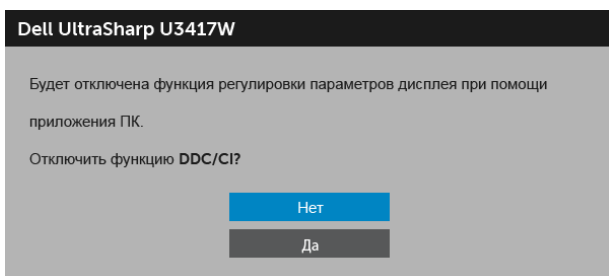 Dell UltraSharp U3417W
Будет отключена функция регулировки параметров дисплея при помощи
приложения ПК.
Отключить функцию DDC/CI?
Нет
Да